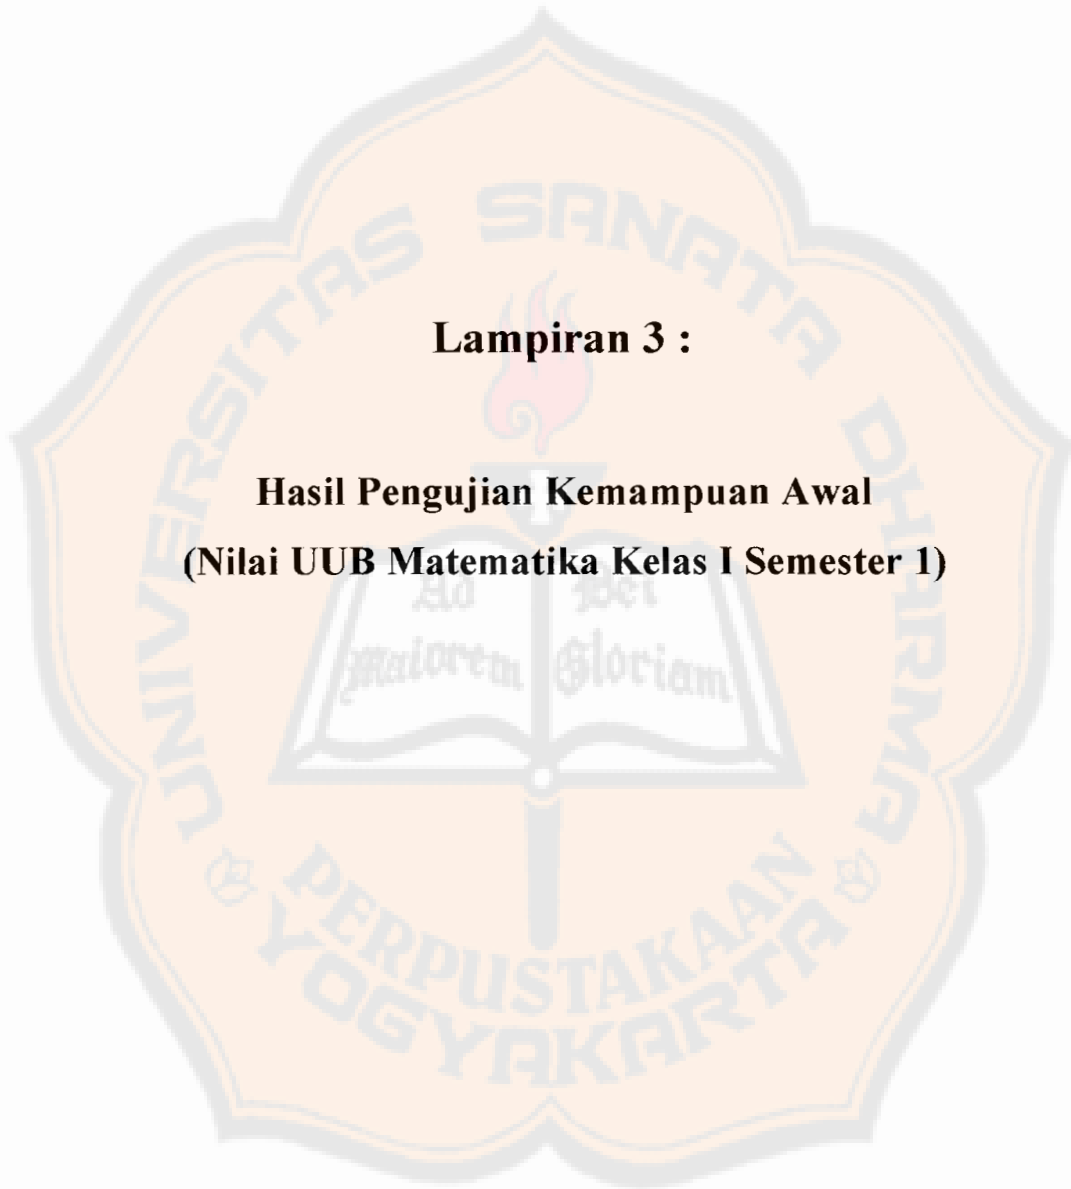 UNIVERSITAS SANATA DHARMA
Lampiran 3 :
Hasil Pengujian Kemampuan Awal
(Nilai UUB Matematika Kelas I Semester 1)
Ad Dei
Maiorem Gloriam
PERPUSTAKAAN
YOGYAKARTA